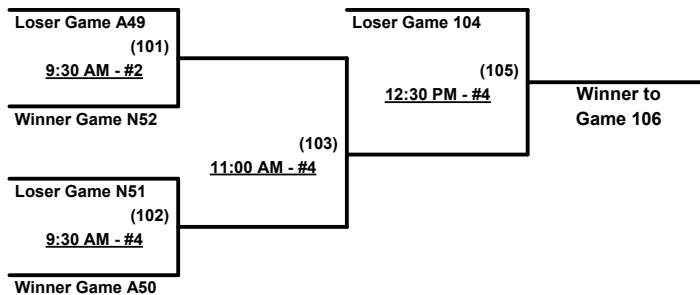 Loser Game A49
(101)
9:30 AM - #2
Winner Game N52
Loser Game N51
(102)
9:30 AM - #4
Winner Game A50
(103)
11:00 AM - #4
Loser Game 104
(105)
12:30 PM - #4
Winner to
Game 106